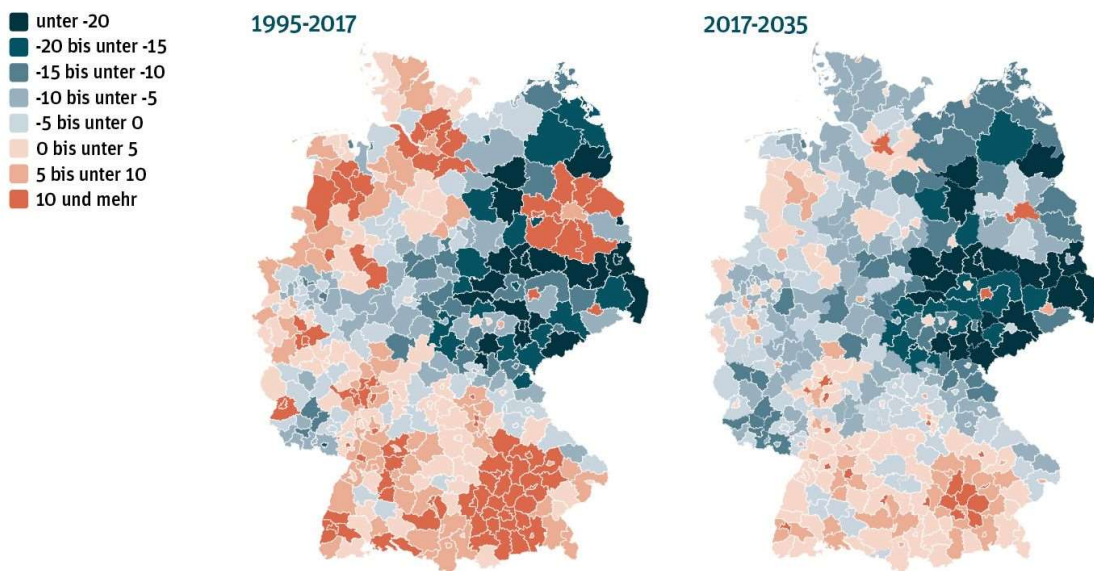 unter -20
-20 bis unter -15
-15 bis unter -10
-10 bis unter -5
-5 bis unter 0
0 bis unter 5
5 bis unter 10
10 und mehr
1995-2017
2017-2035